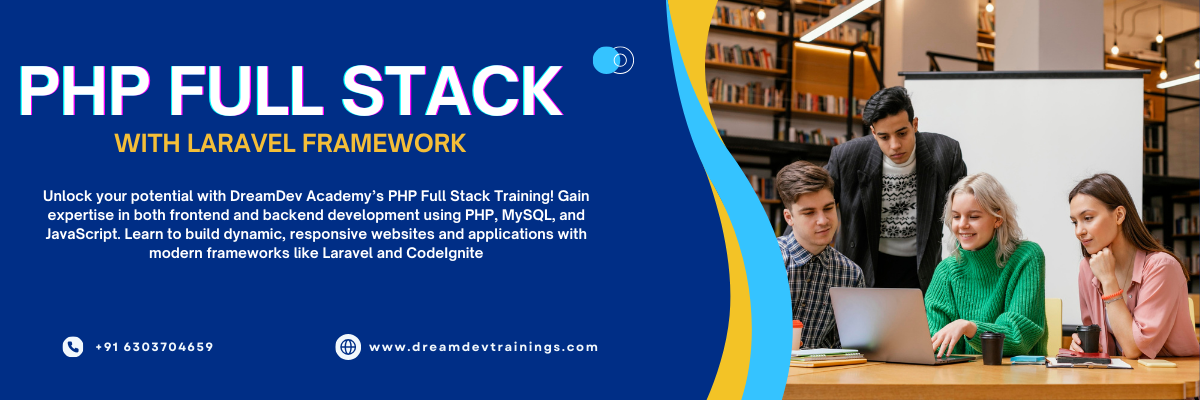 PHP FULL STACK
WITH LARAVEL FRAMEWORK
Unlock your potential with DreamDev Academy’s PHP Full Stack Training! Gain
expertise in both frontend and backend development using PHP, MySQL, and
JavaScript. Learn to build dynamic, responsive websites and applications with
modern frameworks like Laravel and CodeIgnite
+91 6303704659
www.dreamdevtrainings.com